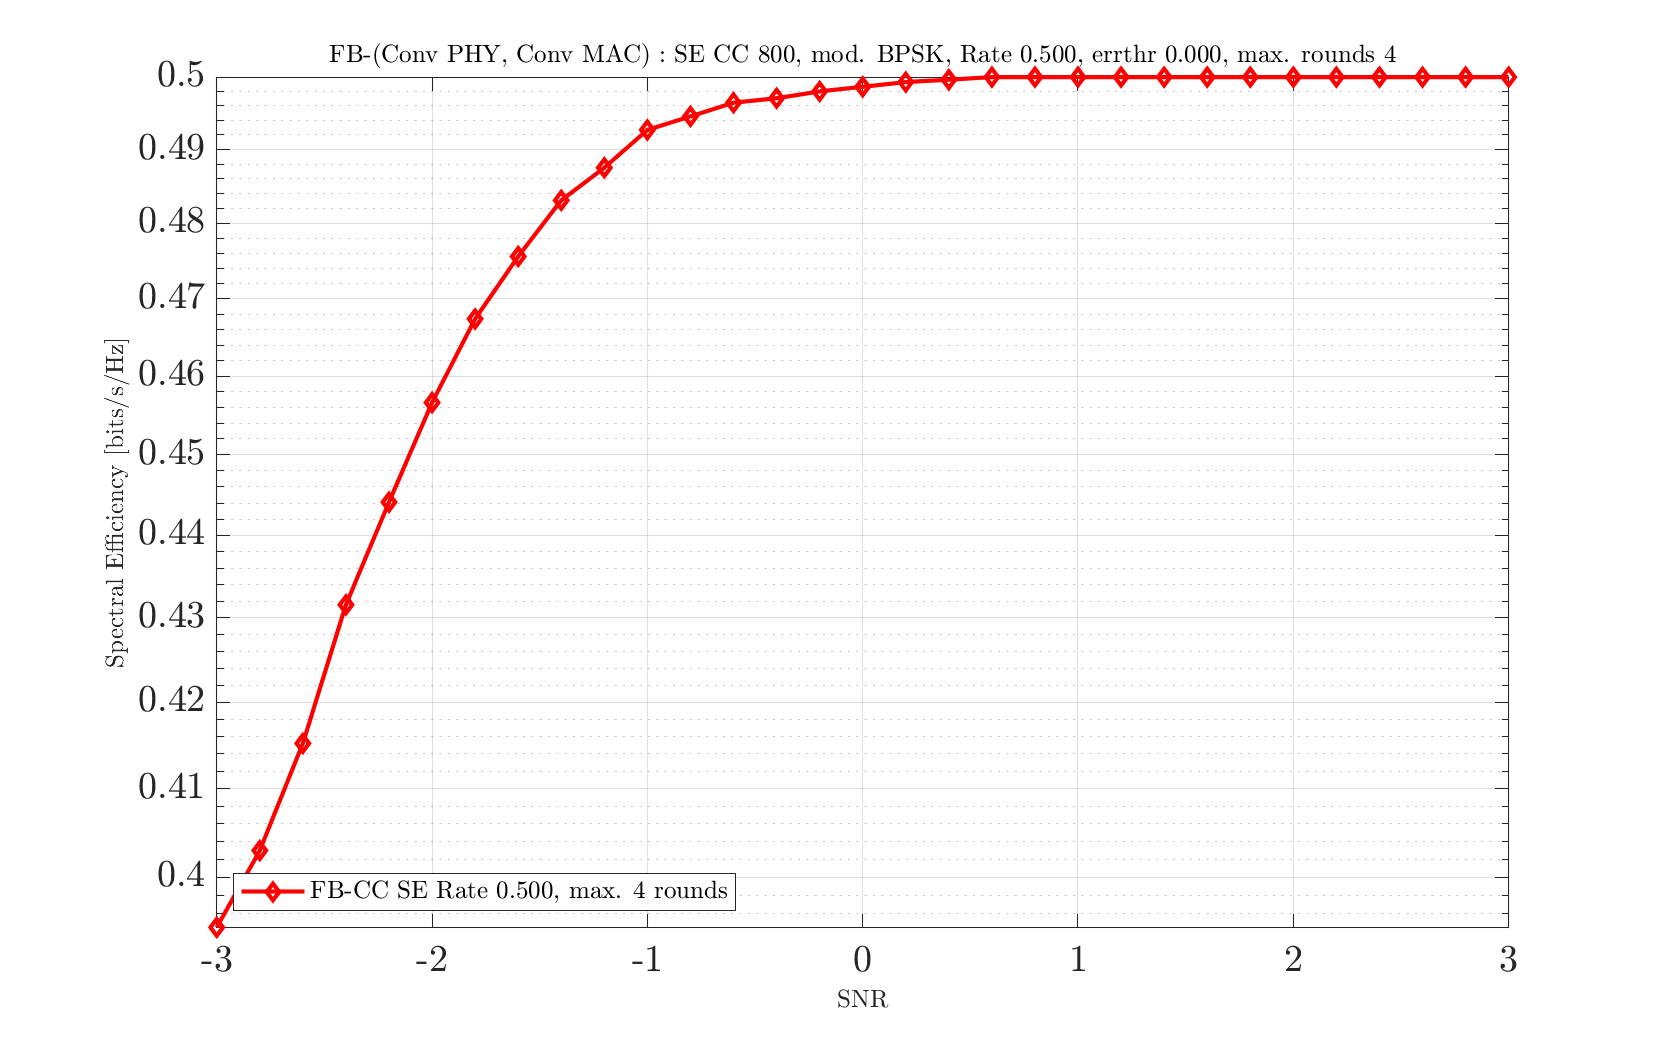 FB-(Conv PHY, Conv MAC) : SE CC 800, mod. BPSK, Rate 0.500, errthr 0.000, max. rounds 4
0.5
0.49
0.48
0.47
0.46
0.45
0.44
0.43
0.42
0.41
0.4
Spectral Efficiency [bits/s/Hz]
FB-CC SE Rate 0.500, max. 4 rounds
-3 -2 -1 0 1 2 3
SNR